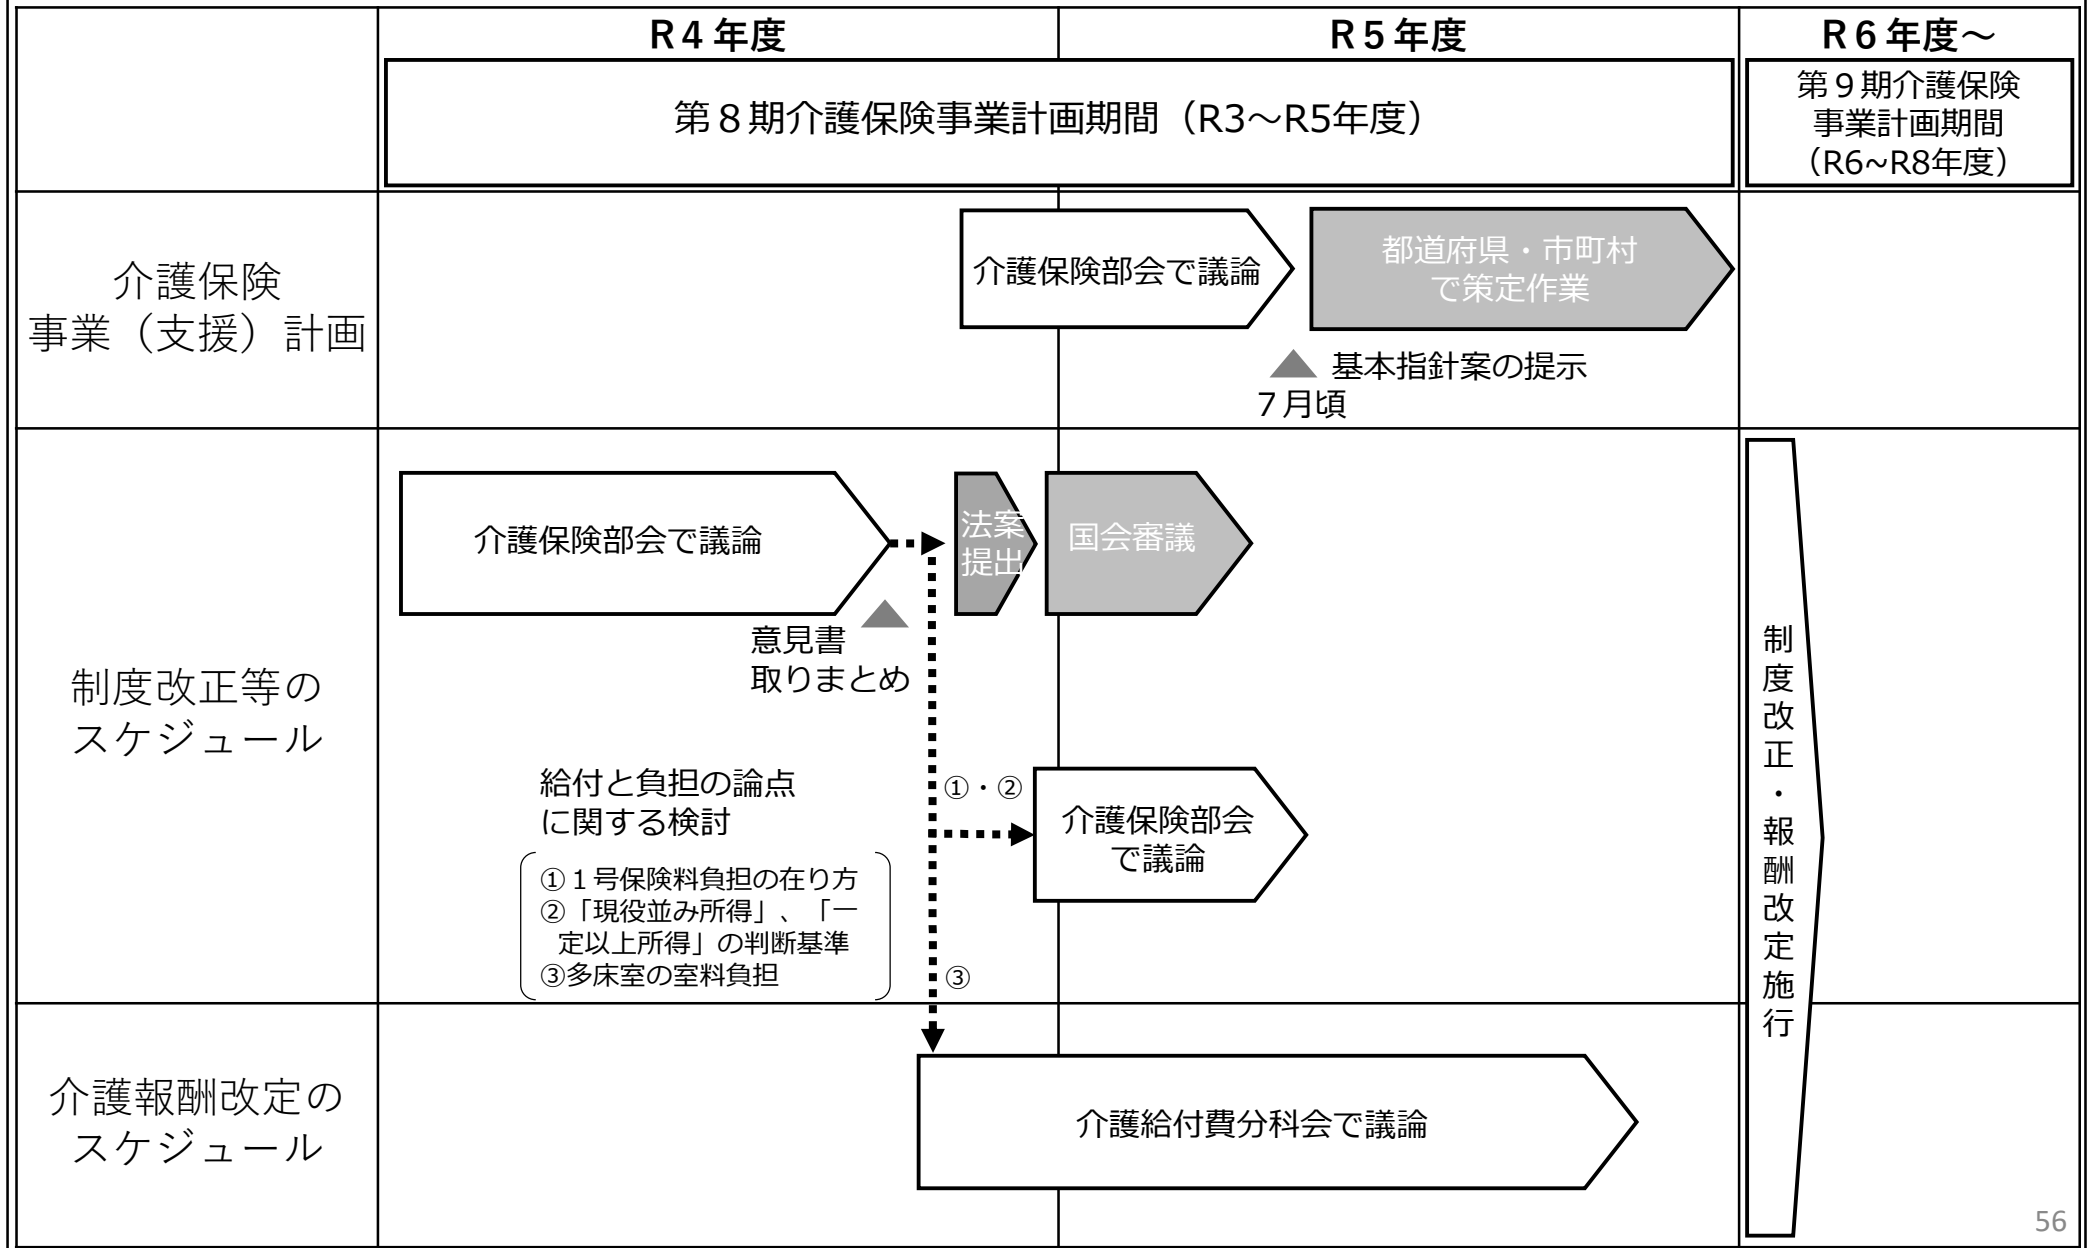 R４年度
R５年度
R６年度～
第８期介護保険事業計画期間（R3～R5年度）
第９期介護保険
事業計画期間
（R6~R8年度）
介護保険
事業（支援）計画
介護保険部会で議論
都道府県・市町村
で策定作業
基本指針案の提示
７月頃
制度改正等の
スケジュール
介護保険部会で議論
法案
提出
国会審議
意見書
取りまとめ
給付と負担の論点
に関する検討
①１号保険料負担の在り方
②「現役並み所得」、「一
定以上所得」の判断基準
③多床室の室料負担
①・②
③
介護保険部会
で議論
制度改正・報酬改定施行
介護報酬改定の
スケジュール
介護給付費分科会で議論
56